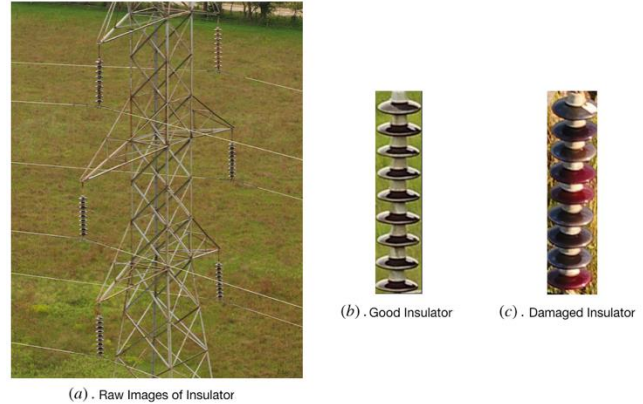 (b) . Good Insulator
(c) . Damaged Insulator
(a) . Raw Images of Insulator